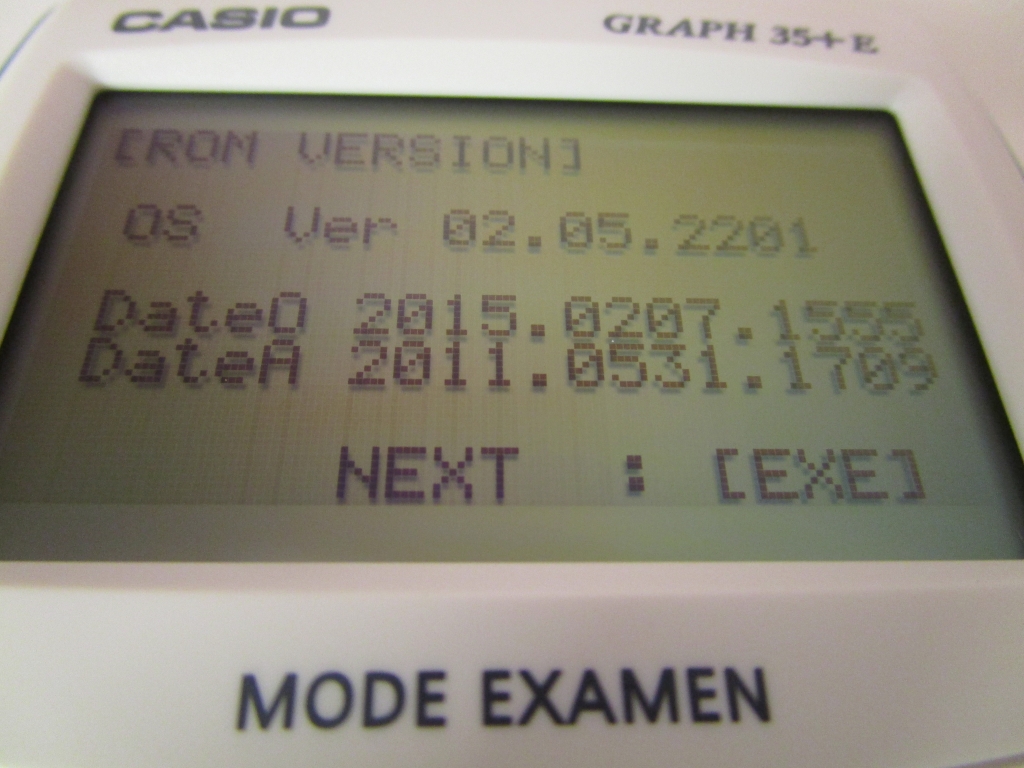 CASIO GRAPH 35+ E
[ROM VERSION]
OS Ver 02.05.2201
DateO 2015.0207.1555
DateA 2011.0531.1709
NEXT : [EXE]
MODE EXAMEN